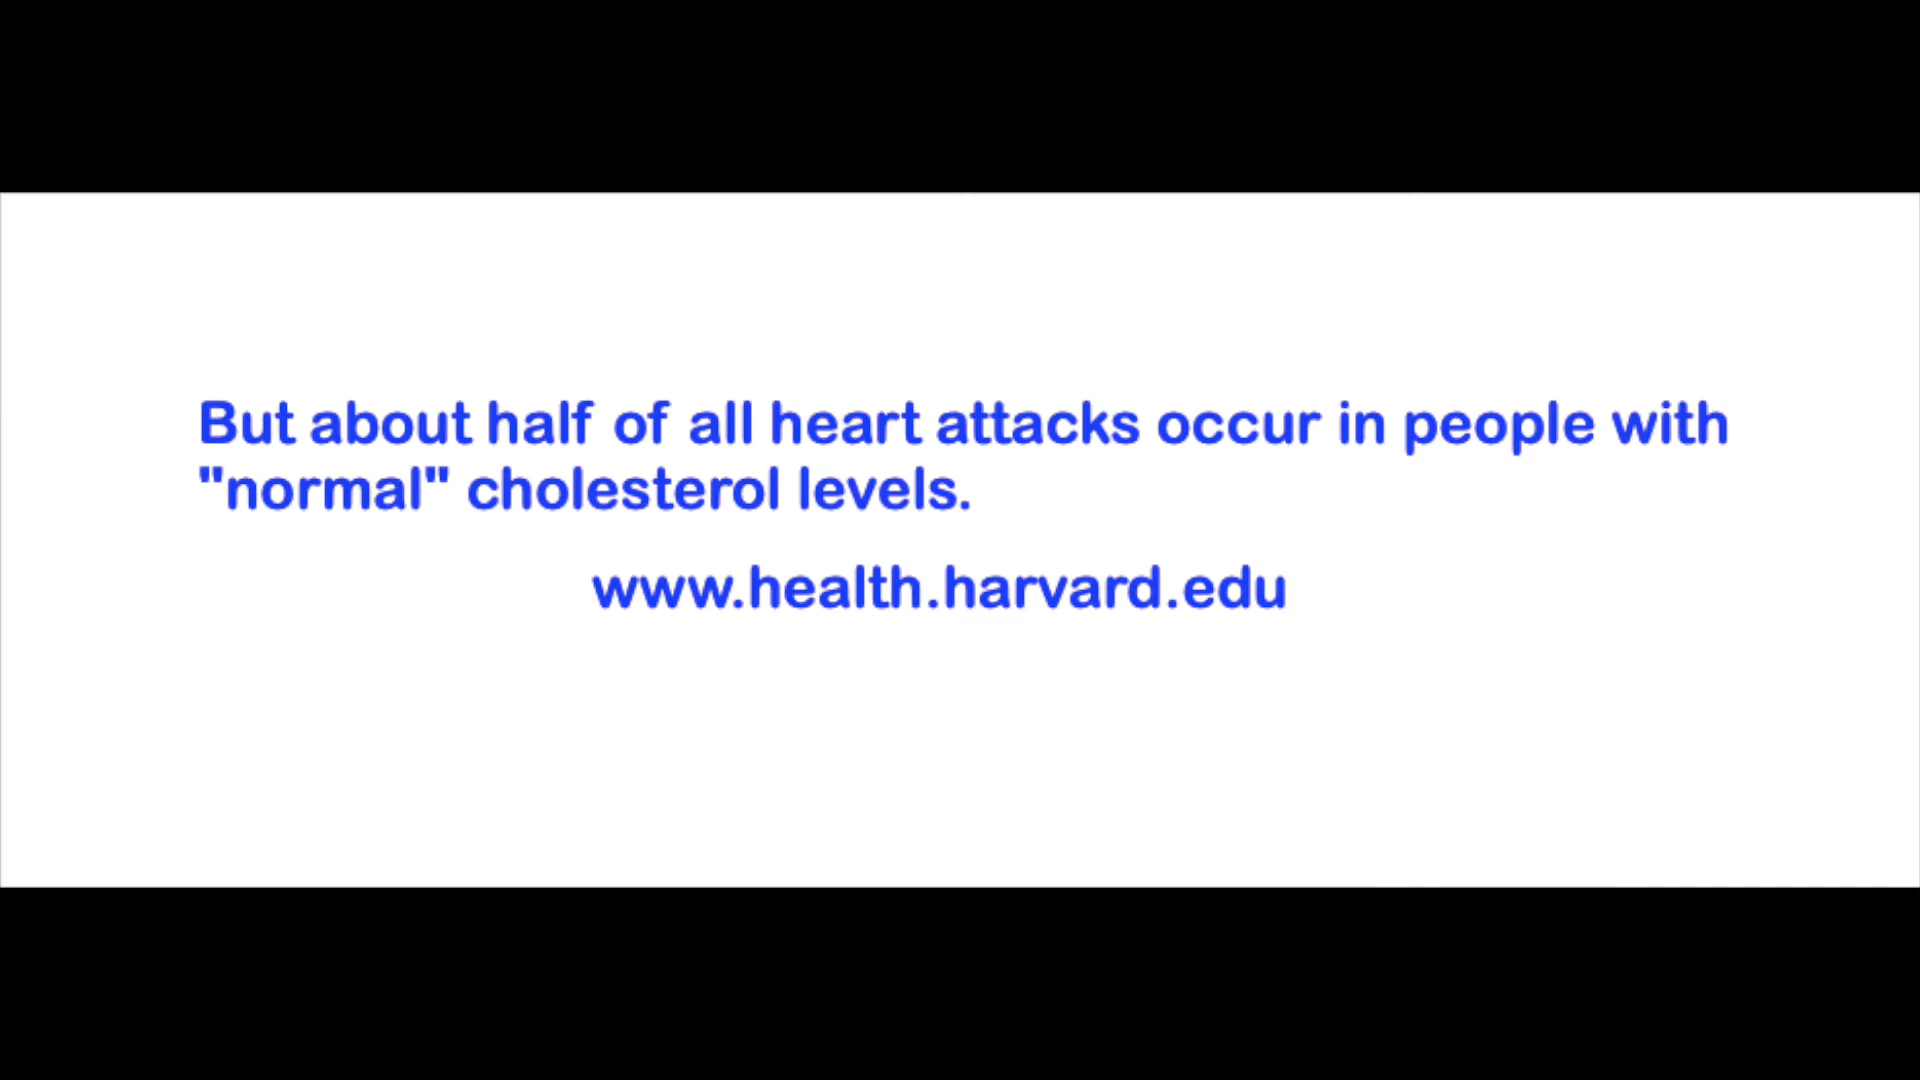 But about half of all heart attacks occur in people with
"normal" cholesterol levels.
www.health.harvard.edu